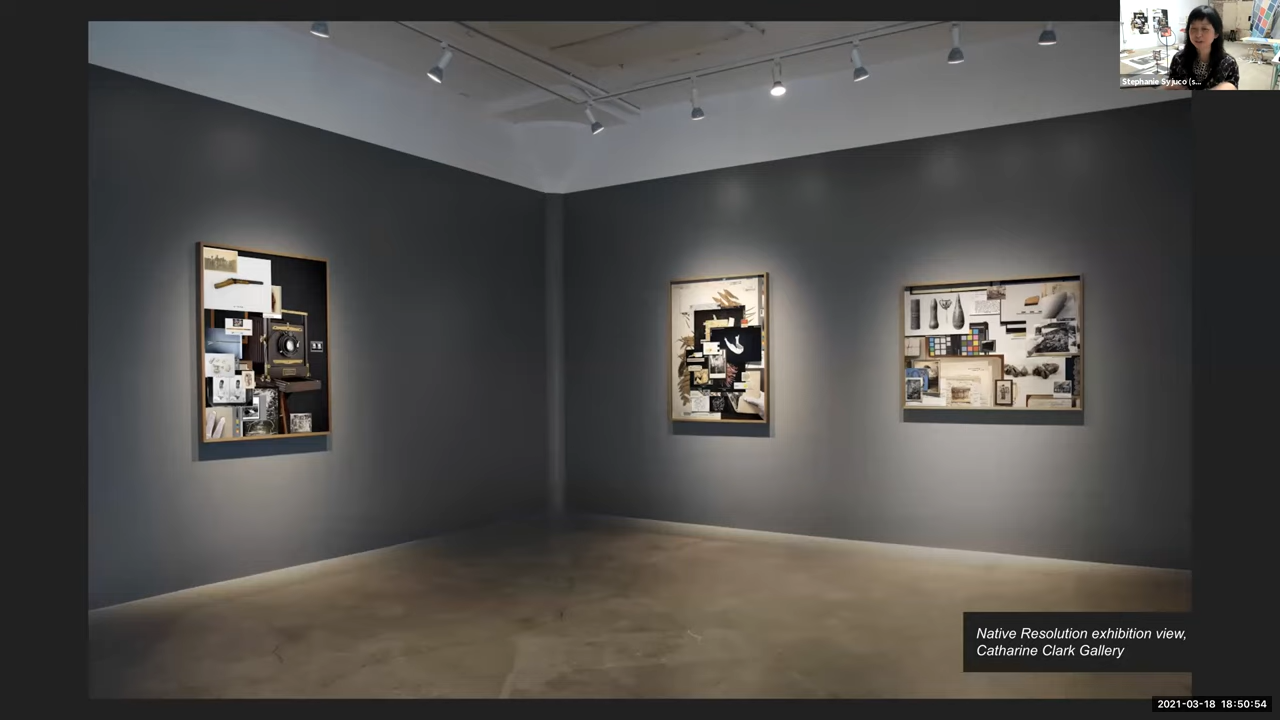 Stephanie Syjuco (s...
Native Resolution exhibition view,
Catharine Clark Gallery
2021-03-18 18:50:54